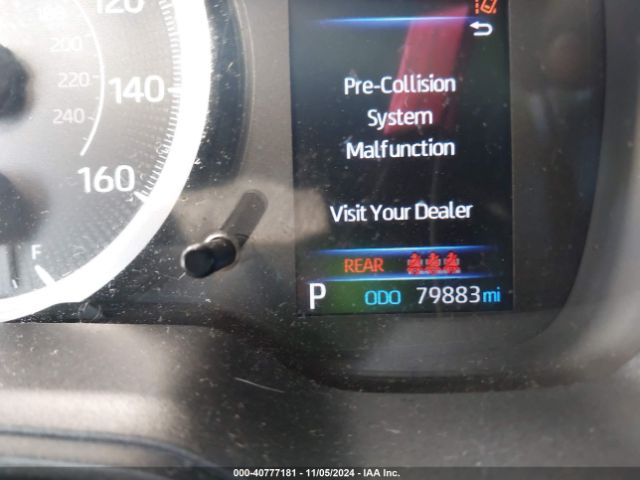 120
200
220
140
240
160
F
Pre-Collision
System
Malfunction
Visit Your Dealer
REAR
P ODO 79883 mi
000-40777181 - 11/05/2024 - IAA Inc.